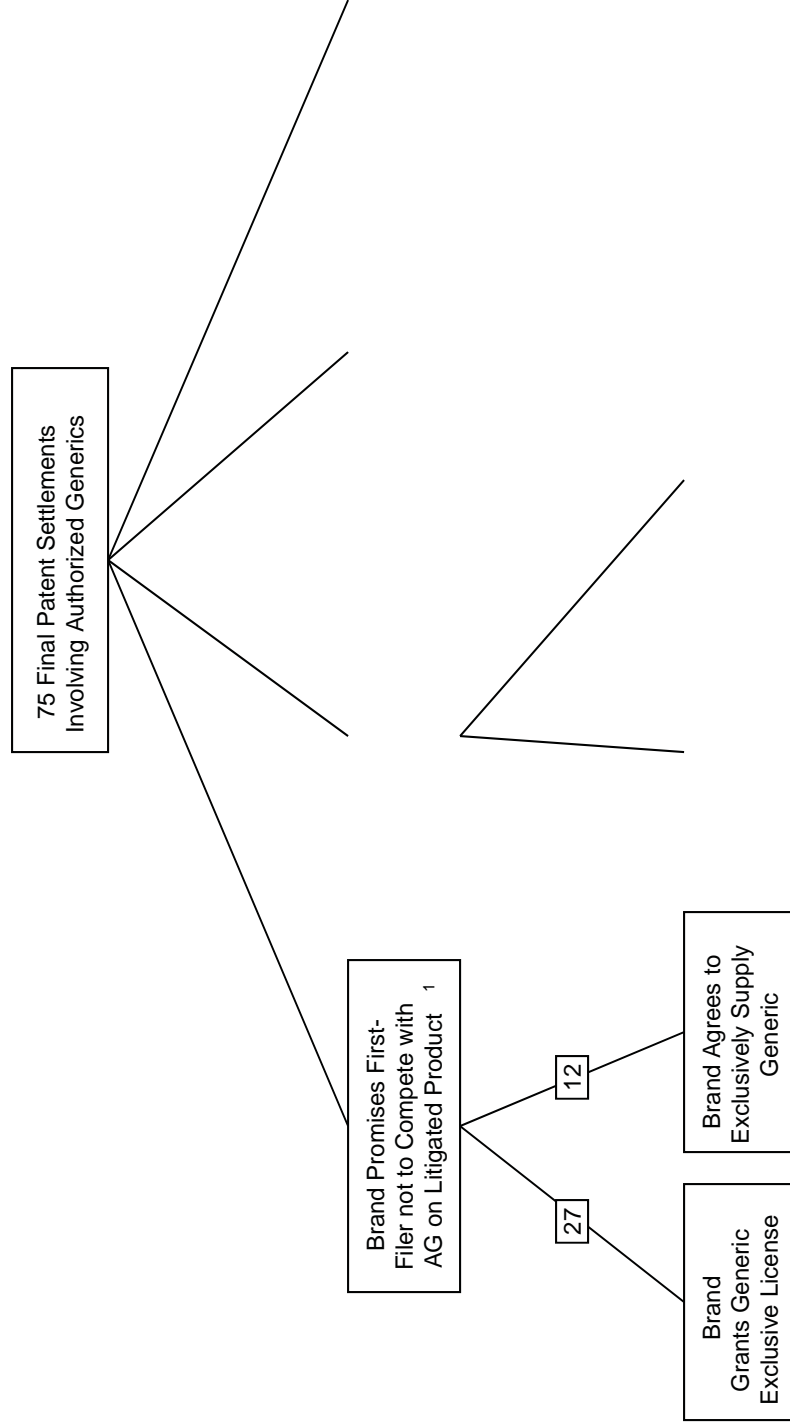 75 Final Patent Settlements
Involving Authorized Generics
Brand Promises First-
Filer not to Compete with
AG on Litigated Product 1
27
12
Brand
Grants Generic
Exclusive License
Brand Agrees to
Exclusively Supply
Generic